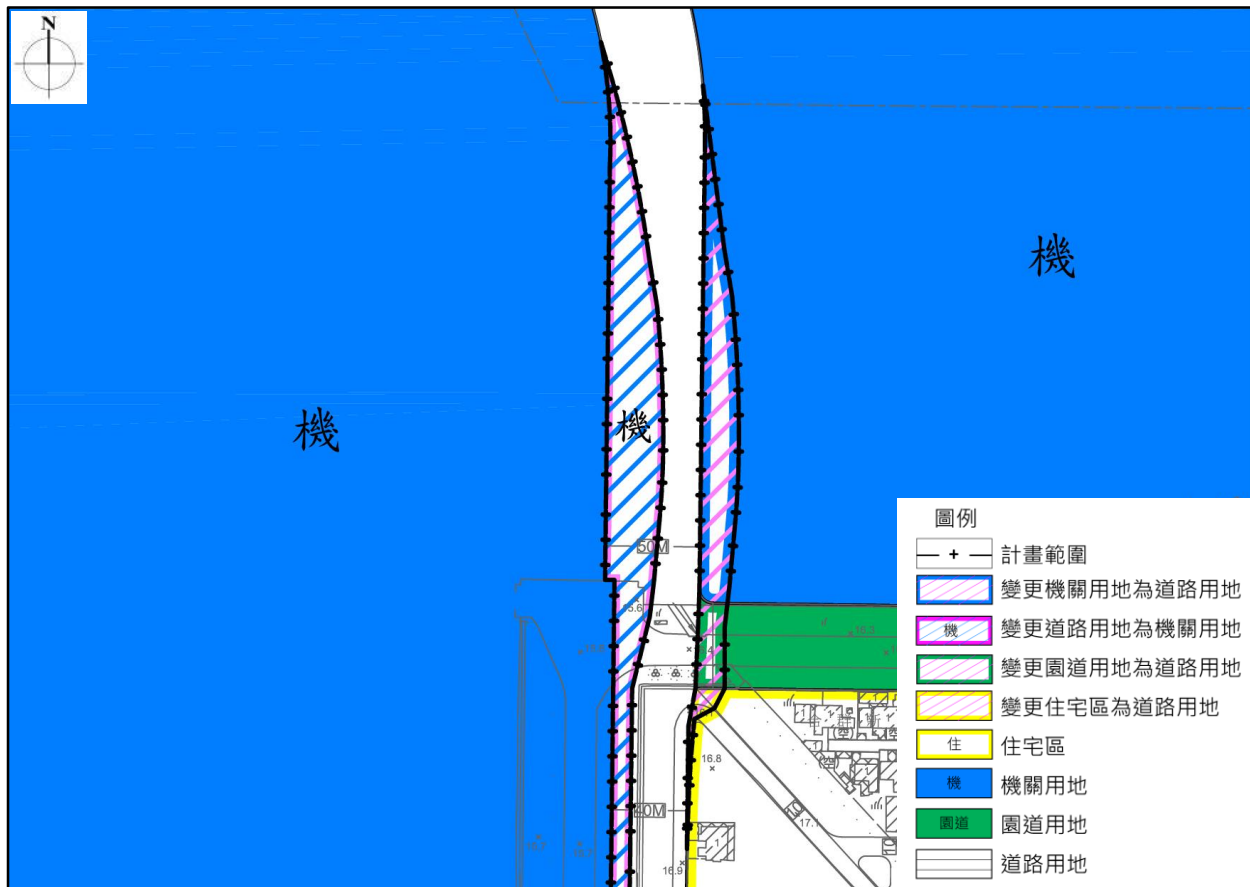 N
機
機
機
50M
15.6
16.8
17.1
16.9
圖例
計畫範圍
變更機關用地為道路用地
機 變更道路用地為機關用地
變更園道用地為道路用地
變更住宅區為道路用地
住 住宅區
機 機關用地
園道 園道用地
道路用地